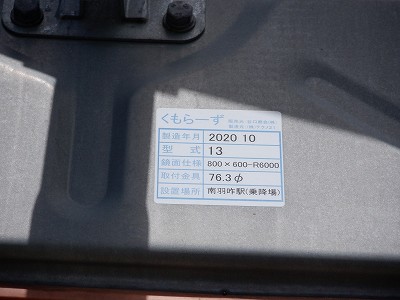 くもらーず
製造年月 2020 10
型式 13
鏡面仕様 800×600-R6000
取付金具 76.3φ
設置場所 南羽咋駅(乗降場)